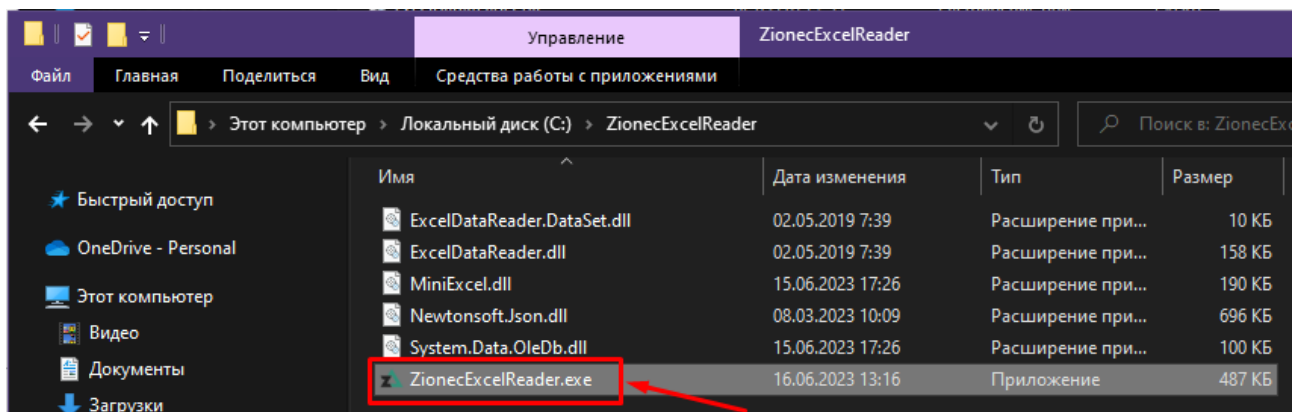 Управление ZionecExcelReader
Файл Главная Поделиться Вид Средства работы с приложениями
Этот компьютер > Локальный диск (C:) > ZionecExcelReader Поиск в: ZionecEx
Имя Дата изменения Тип Размер
Быстрый доступ
ExcelDataReader.DataSet.dll 02.05.2019 7:39 Расширение при... 10 КБ
OneDrive - Personal
ExcelDataReader.dll 02.05.2019 7:39 Расширение при... 158 КБ
MiniExcel.dll 15.06.2023 17:26 Расширение при... 190 КБ
Этот компьютер
Newtonsoft.Json.dll 08.03.2023 10:09 Расширение при... 696 КБ
Видео
System.Data.OleDb.dll 15.06.2023 17:26 Расширение при... 100 КБ
Документы
ZionecExcelReader.exe 16.06.2023 13:16 Приложение 487 КБ
Загрузки